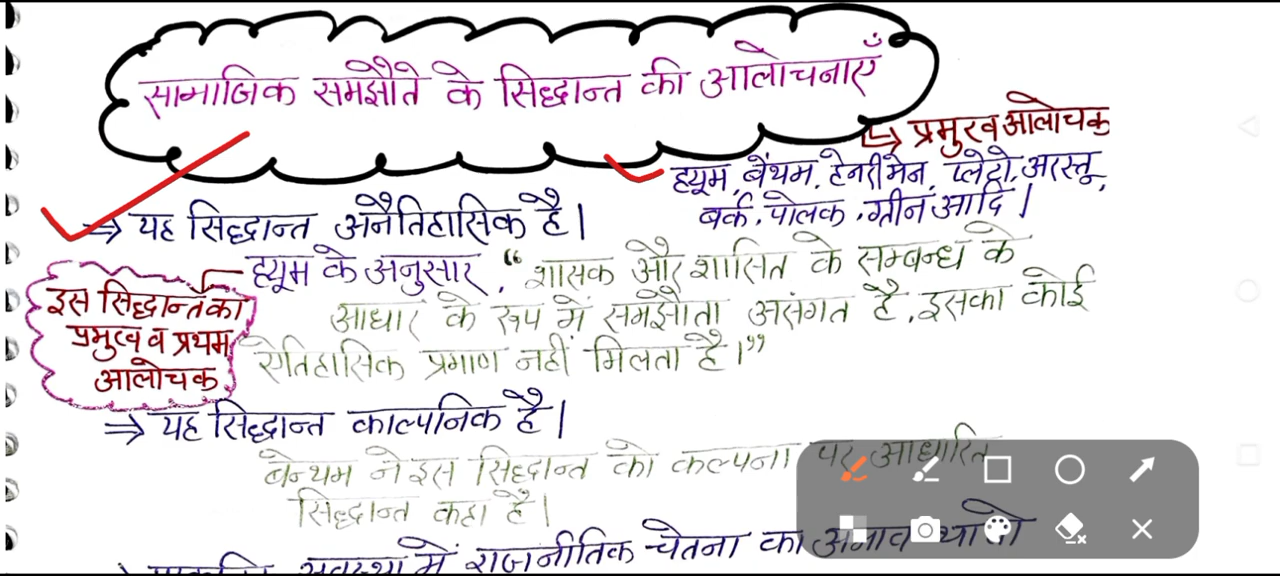 सामाजिक समझौते के सिद्धान्त की आलोचनाएँ
↳ प्रमुख आलोचक
ह्यूम, बेंथम, हेनरीमेन, प्लेटो, अरस्तू,
बर्क, पोलक, ग्रीन आदि।
⇒ यह सिद्धान्त अनैतिहासिक है।
ह्यूम के अनुसार, “शासक और शासित के सम्बन्ध के
आधार के रूप में समझौता असंगत है, इसका कोई
ऐतिहासिक प्रमाण नहीं मिलता है।”
इस सिद्धान्त का
प्रमुख व प्रथम
आलोचक
⇒ यह सिद्धान्त काल्पनिक है।
बेन्थम ने इस सिद्धान्त को कल्पना पर आधारित
सिद्धान्त कहा है।
में राजनीतिक चेतना का अभाव था तो